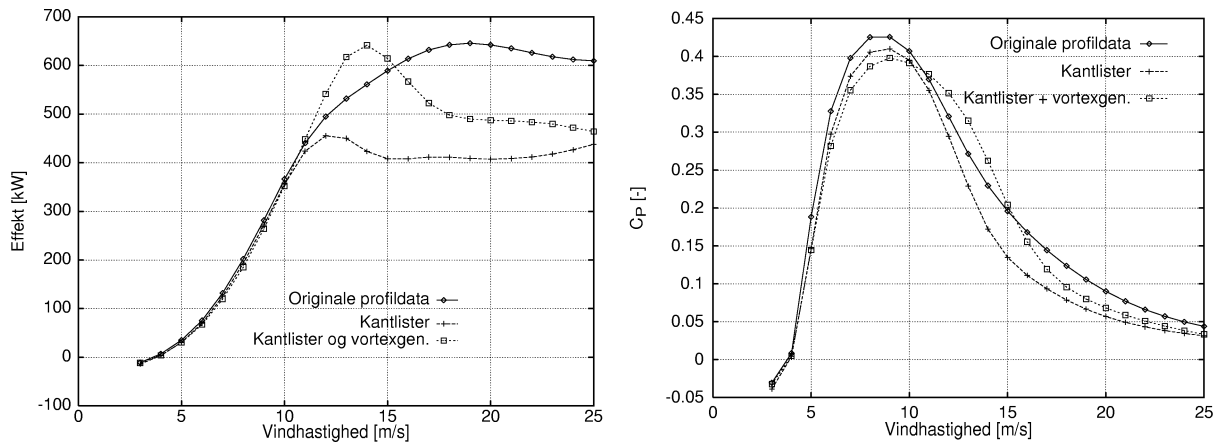 700
600
500
400
300
200
100
0
-100
Effekt [kW]
Originale profildata
Kantlister
Kantlister og vortexgen.
0 5 10 15 20 25
Vindhastighed [m/s]
0.45
0.4
0.35
0.3
0.25
0.2
0.15
0.1
0.05
0
-0.05
CP [-]
Originale profildata
Kantlister
Kantlister + vortexgen.
0 5 10 15 20 25
Vindhastighed [m/s]